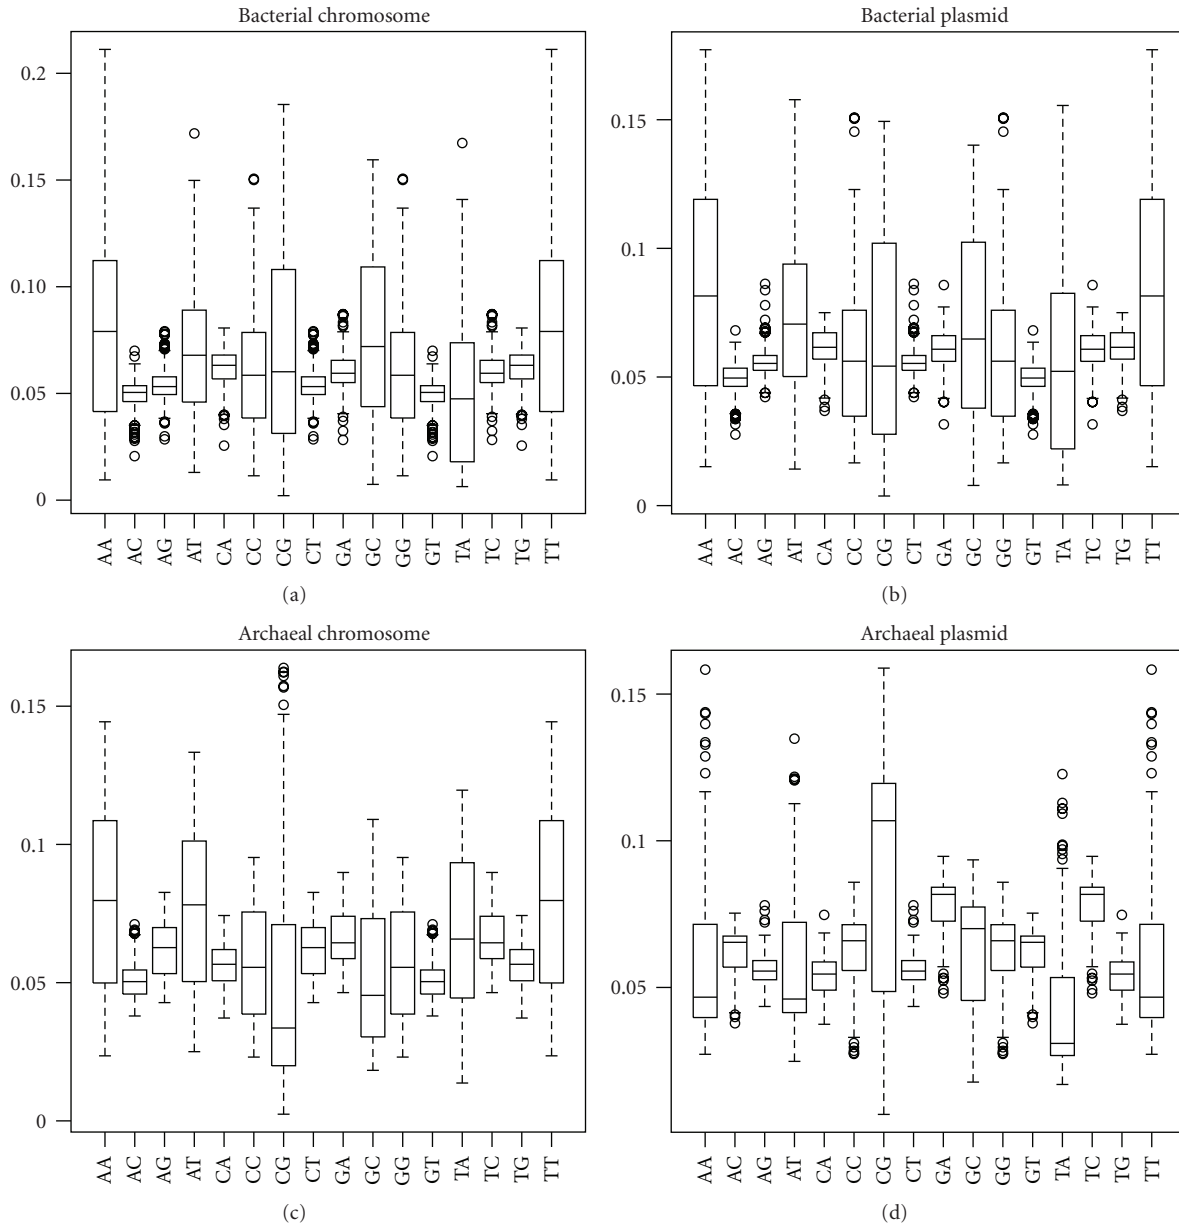 Bacterial chromosome
0.2
0.15
0.10
0.05
0
AA AC AG AT CA CC CG CT GA GC GG GT TA TC TG TT
(a)
Bacterial plasmid
0.15
0.1
0.05
0
AA AC AG AT CA CC CG CT GA GC GG GT TA TC TG TT
(b)
Archaeal chromosome
0.15
0.1
0.05
0
AA AC AG AT CA CC CG CT GA GC GG GT TA TC TG TT
(c)
Archaeal plasmid
0.15
0.1
0.05
AA AC AG AT CA CC CG CT GA GC GG GT TA TC TG TT
(d)